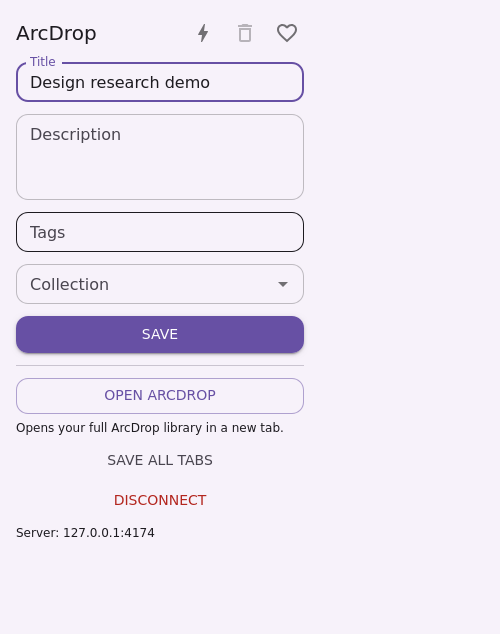 ArcDrop
Title
Design research demo
Description
Tags
Collection
SAVE
OPEN ARCDROP
Opens your full ArcDrop library in a new tab.
SAVE ALL TABS
DISCONNECT
Server: 127.0.0.1:4174